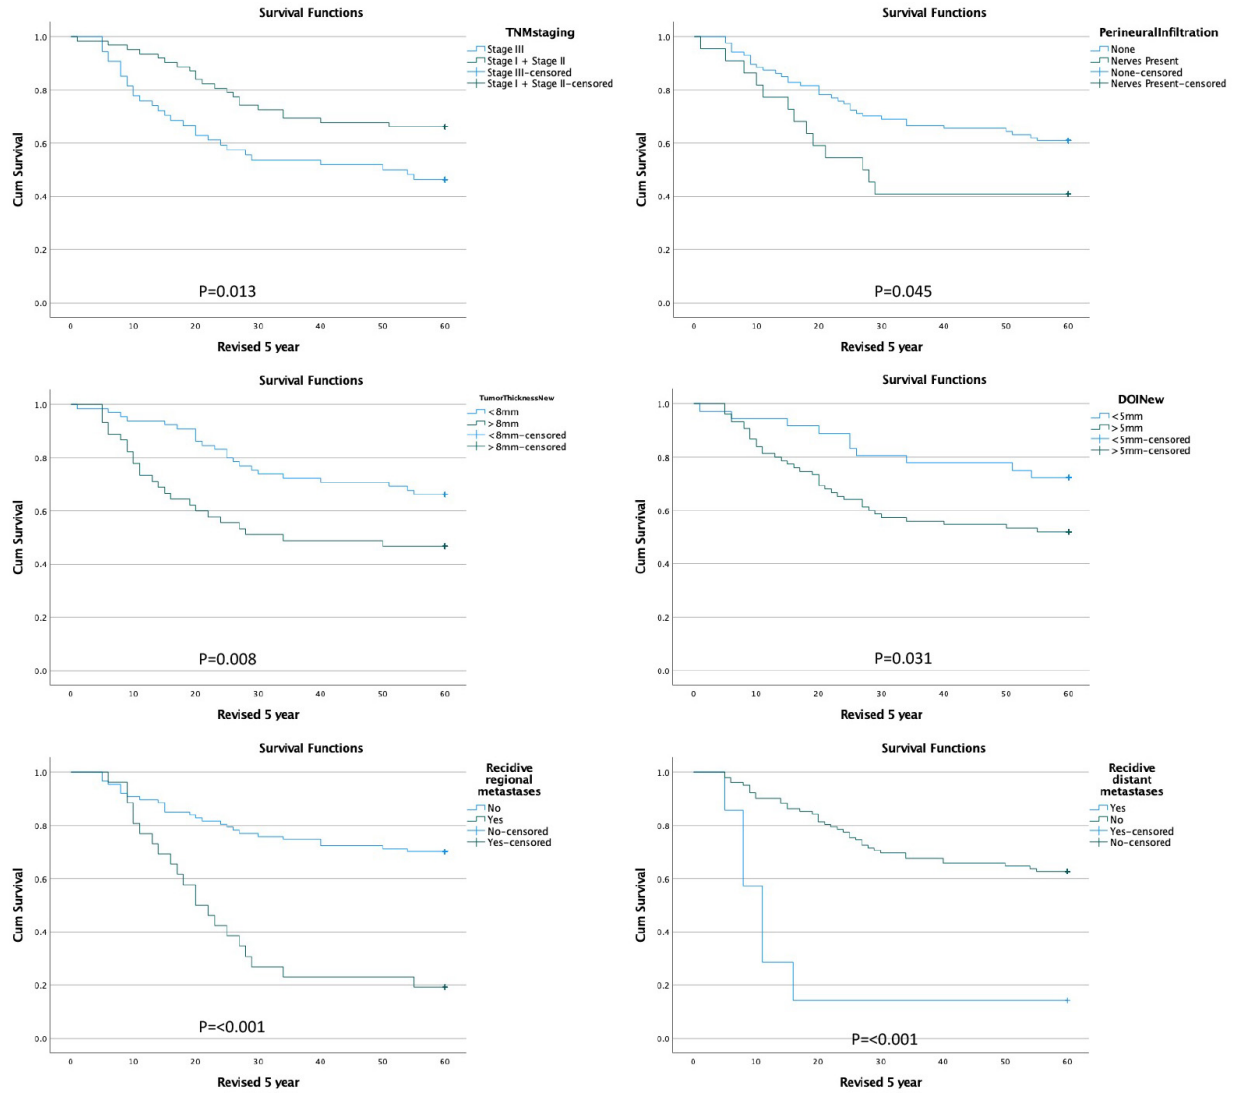 Survival Functions
TNMstaging
Stage III
Stage I + Stage II
Stage III-censored
Stage I + Stage II-censored
1.0
0.8
0.6
0.4
0.2
0.0
Cum Survival
P=0.013
0 10 20 30 40 50 60
Revised 5 year
Survival Functions
PerineuralInfiltration
None
Nerves Present
None-censored
Nerves Present-censored
1.0
0.8
0.6
0.4
0.2
0.0
Cum Survival
P=0.045
0 10 20 30 40 50 60
Revised 5 year
Survival Functions
TumorThicknessNew
<8mm
>8mm
<8mm-censored
>8mm-censored
1.0
0.8
0.6
0.4
0.2
0.0
Cum Survival
P=0.008
0 10 20 30 40 50 60
Revised 5 year
Survival Functions
DOINew
<5mm
>5mm
<5mm-censored
>5mm-censored
1.0
0.8
0.6
0.4
0.2
0.0
Cum Survival
P=0.031
0 10 20 30 40 50 60
Revised 5 year
Survival Functions
Recidive
regional
metastases
No
Yes
No-censored
Yes-censored
1.0
0.8
0.6
0.4
0.2
0.0
Cum Survival
P=<0.001
0 10 20 30 40 50 60
Revised 5 year
Survival Functions
Recidive
distant
metastases
Yes
No
Yes-censored
No-censored
1.0
0.8
0.6
0.4
0.2
0.0
Cum Survival
P=<0.001
0 10 20 30 40 50 60
Revised 5 year